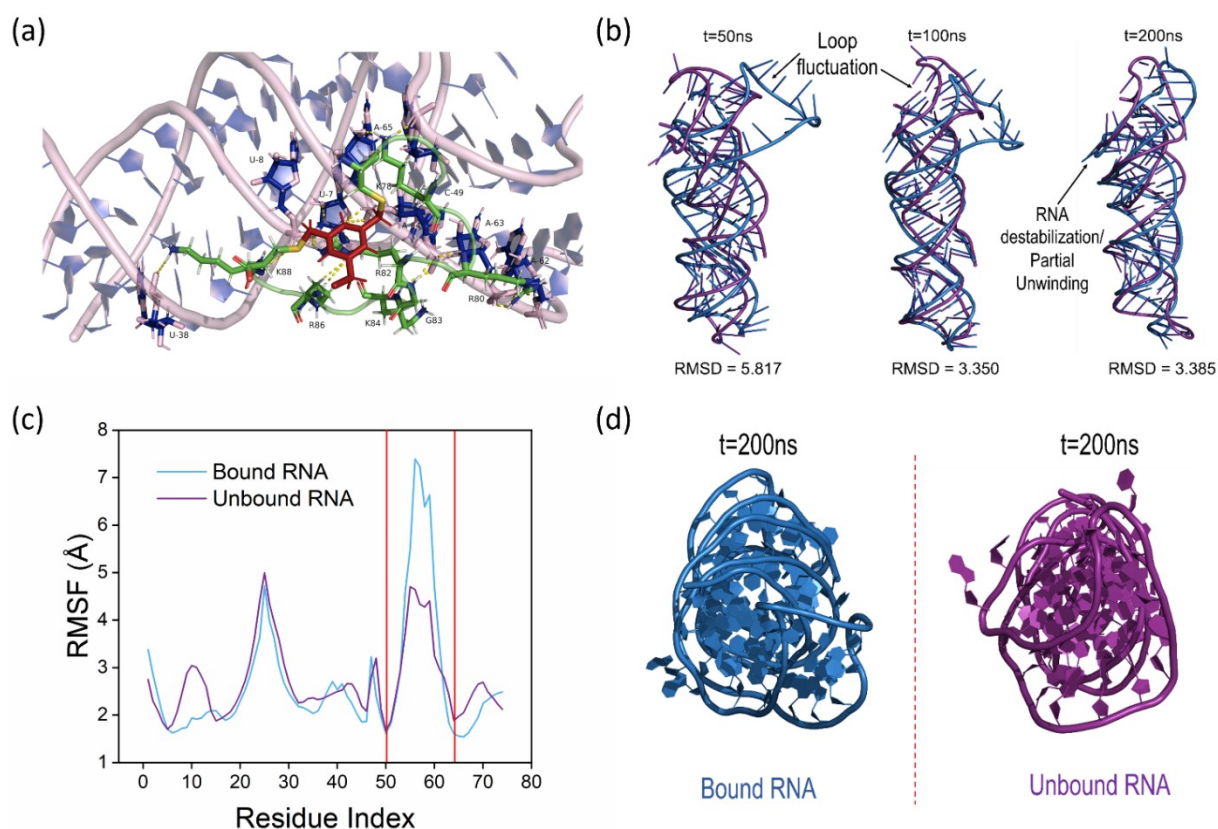 (a)
A-65
U-8
K78
U-7
C-49
A-63
A-62
K88
R82
R80
R86
K84
G83
U-38
(b)
t=50ns
t=100ns
t=200ns
Loop
fluctuation
RNA
destabilization/
Partial
Unwinding
RMSD = 5.817
RMSD = 3.350
RMSD = 3.385
(c)
8
7
6
5
4
3
2
1
RMSF (Å)
Bound RNA
Unbound RNA
0
10
20
30
40
50
60
70
80
Residue Index
(d)
t=200ns
t=200ns
Bound RNA
Unbound RNA